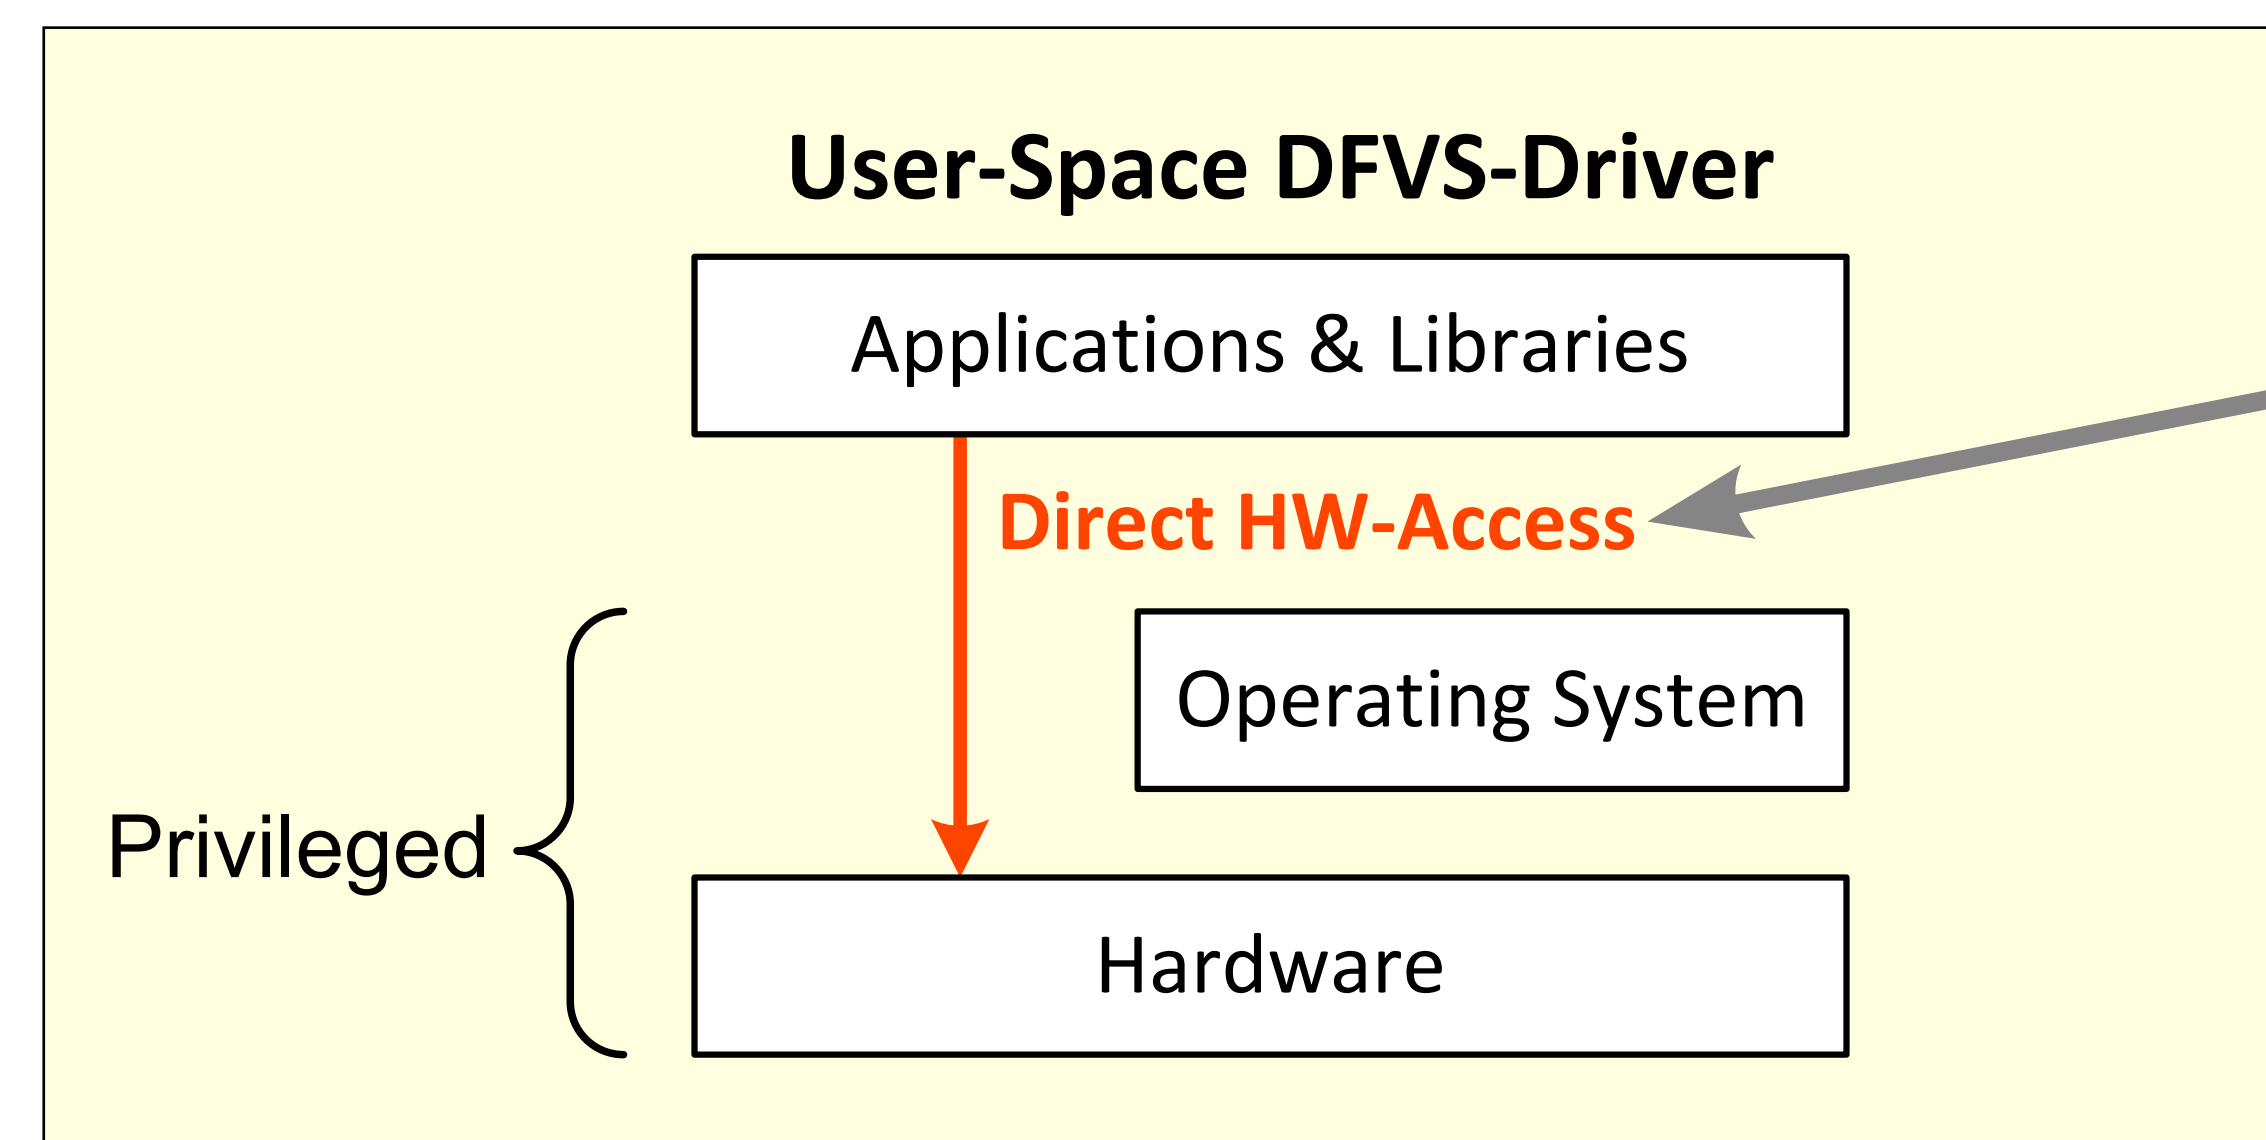 User-Space DFVS-Driver
Applications & Libraries
Direct HW-Access
Operating System
Privileged
Hardware